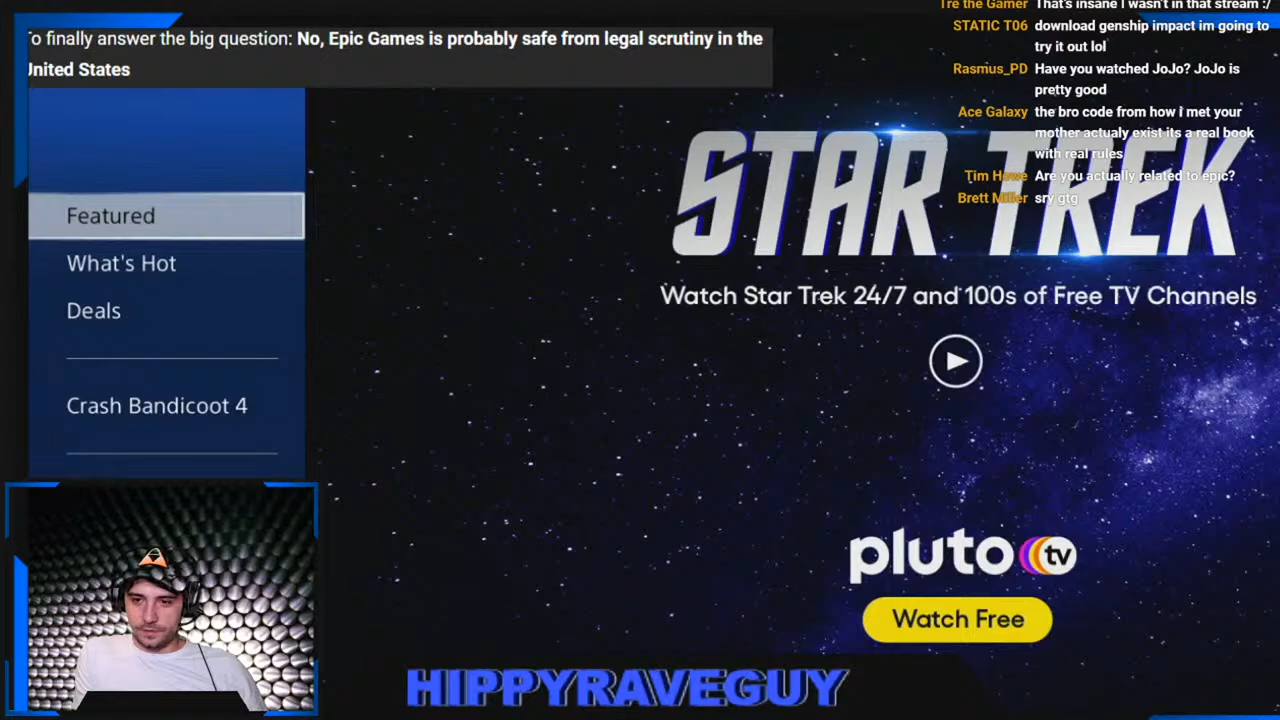 To finally answer the big question: No, Epic Games is probably safe from legal scrutiny in the
United States
Featured
What's Hot
Deals
Crash Bandicoot 4
STAR TREK
Watch Star Trek 24/7 and 100s of Free TV Channels
pluto tv
Watch Free
HIPPYRAVEGUY
Tre the Gamer That's insane I wasn't in that stream :/
STATIC T06 download genship impact im going to
try it out lol
Rasmus_PD Have you watched JoJo? JoJo is
pretty good
Ace Galaxy the bro code from how i met your
mother actualy exist its a real book
with real rules
Tim Howe Are you actually related to epic?
Brett Miller sry gtg